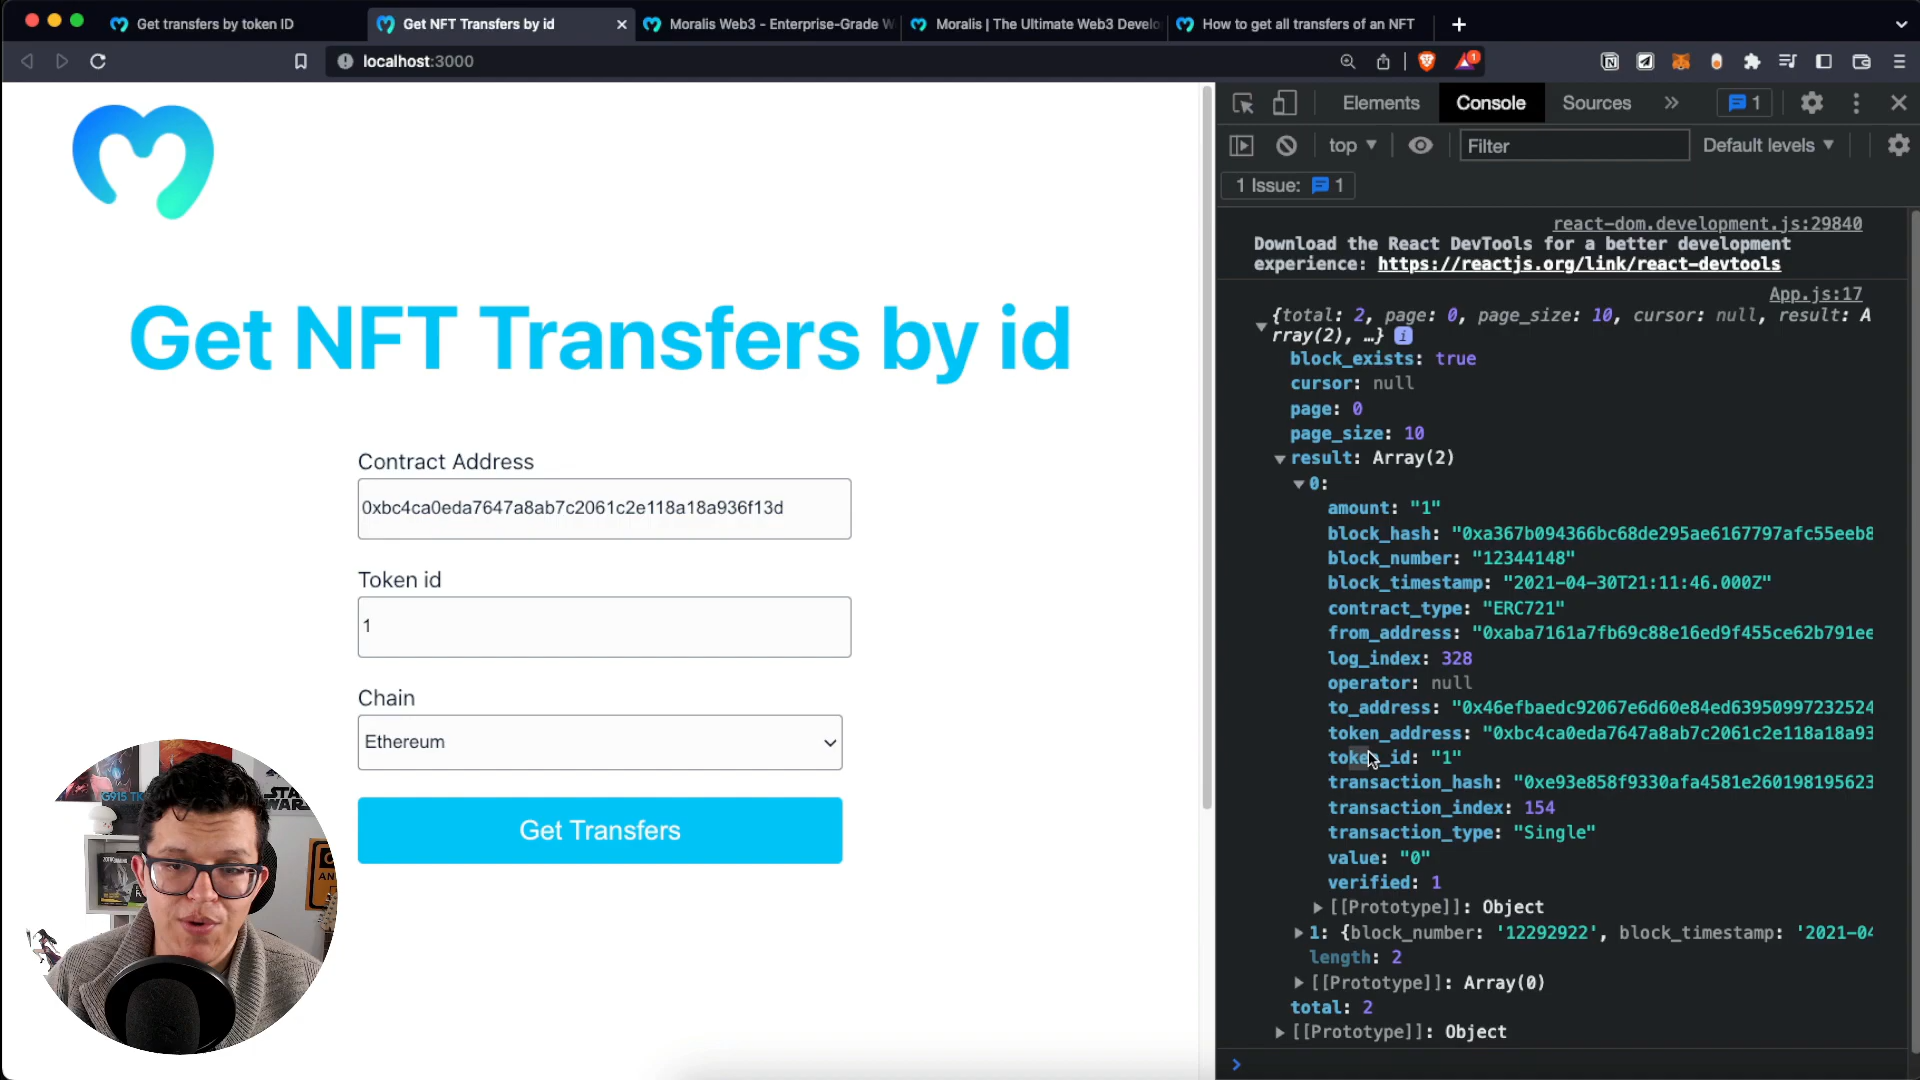 Get transfers by token ID
Get NFT Transfers by id
Moralis Web3 - Enterprise-Grade W
Moralis | The Ultimate Web3 Develo
How to get all transfers of an NFT
localhost:3000
1
Get NFT Transfers by id
Contract Address
0xbc4ca0eda7647a8ab7c2061c2e118a18a936f13d
Token id
1
Chain
Ethereum
Get Transfers
G915 TK
STAR
WARS
AN
Elements
Console
Sources
1
top
Filter
Default levels
1 Issue: 1
react-dom.development.js:29840
Download the React DevTools for a better development
experience: https://reactjs.org/link/react-devtools
App.js:17
{total: 2, page: 0, page_size: 10, cursor: null, result: A
rray(2), …} i
block_exists: true
cursor: null
page: 0
page_size: 10
result: Array(2)
0:
amount: "1"
block_hash: "0xa367b094366bc68de295ae6167797afc55eeb8
block_number: "12344148"
block_timestamp: "2021-04-30T21:11:46.000Z"
contract_type: "ERC721"
from_address: "0xaba7161a7fb69c88e16ed9f455ce62b791ee
log_index: 328
operator: null
to_address: "0x46efbaedc92067e6d60e84ed63950997232524
token_address: "0xbc4ca0eda7647a8ab7c2061c2e118a18a93
token_id: "1"
transaction_hash: "0xe93e858f9330afa4581e260198195623
transaction_index: 154
transaction_type: "Single"
value: "0"
verified: 1
[[Prototype]]: Object
1: {block_number: '12292922', block_timestamp: '2021-04
length: 2
[[Prototype]]: Array(0)
total: 2
[[Prototype]]: Object